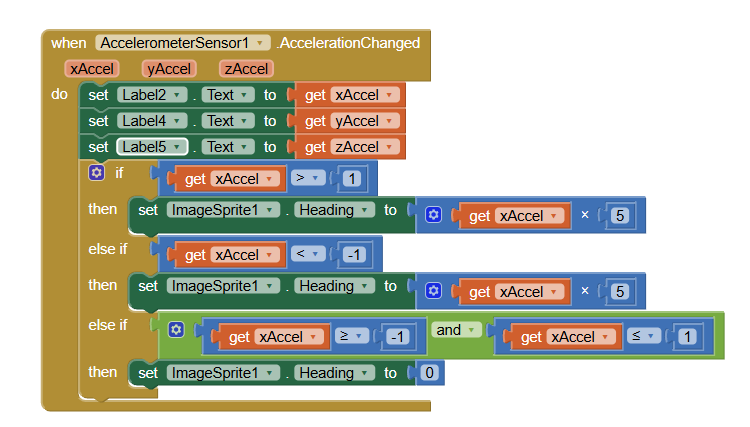 when AccelerometerSensor1 .AccelerationChanged
xAccel yAccel zAccel
do set Label2 . Text to get xAccel
set Label4 . Text to get yAccel
set Label5 . Text to get zAccel
if get xAccel > 1
then set ImageSprite1 . Heading to get xAccel × 5
else if get xAccel < -1
then set ImageSprite1 . Heading to get xAccel × 5
else if get xAccel ≥ -1 and get xAccel ≤ 1
then set ImageSprite1 . Heading to 0